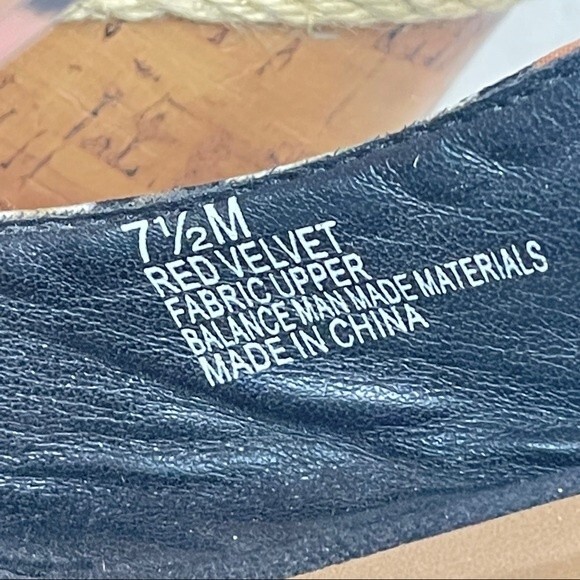 7½M
RED VELVET
FABRIC UPPER
BALANCE MAN MADE MATERIALS
MADE IN CHINA